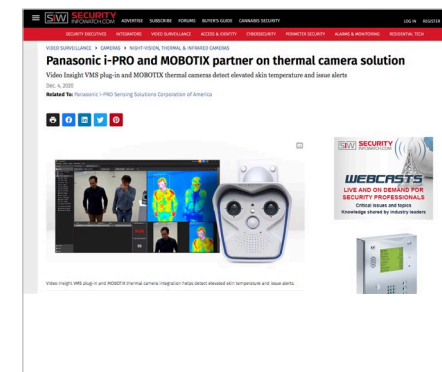 SIW SECURITY INFOWATCH.COM ADVERTISE SUBSCRIBE FORUMS BUYER'S GUIDE CANNABIS SECURITY LOG IN REGISTER
SECURITY EXECUTIVES INTEGRATORS VIDEO SURVEILLANCE ACCESS & IDENTITY CYBERSECURITY PERIMETER SECURITY ALARMS & MONITORING RESIDENTIAL TECH
VIDEO SURVEILLANCE > CAMERAS > NIGHT-VISION, THERMAL & INFRARED CAMERAS
Panasonic i-PRO and MOBOTIX partner on thermal camera solution
Video Insight VMS plug-in and MOBOTIX thermal cameras detect elevated skin temperature and issue alerts
Dec. 4, 2020
Related To: Panasonic i-PRO Sensing Solutions Corporation of America
SIW SECURITY INFOWATCH.COM
WEBCASTS
LIVE AND ON DEMAND FOR
SECURITY PROFESSIONALS
Critical issues and topics
Knowledge shared by industry leaders
Video Insight VMS plug-in and MOBOTIX thermal camera integration helps detect elevated skin temperature and issue alerts.